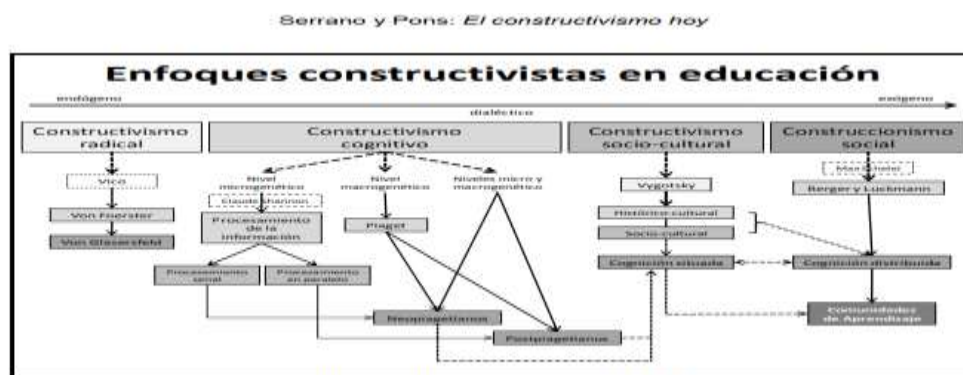 Serrano y Pons: El constructivismo hoy
Enfoques constructivistas en educación
endógeno
exógeno
dialéctico
Constructivismo
radical
Constructivismo
cognitivo
Constructivismo
socio-cultural
Construccionismo
social
Nivel
microgenético
Nivel
macrogenético
Niveles micro y
macrogenético
Vico
Claude Shannon
Vygotsky
Berger y Luckmann
Von Foerster
Procesamiento
de la
información
Piaget
Histórico-cultural
Socio-cultural
Von Glasersfeld
Procesamiento
serial
Procesamiento
en paralelo
Cognición situada
Cognición distribuida
Neopiagetianos
Postpiagetianos
Comunidades
de Aprendizaje